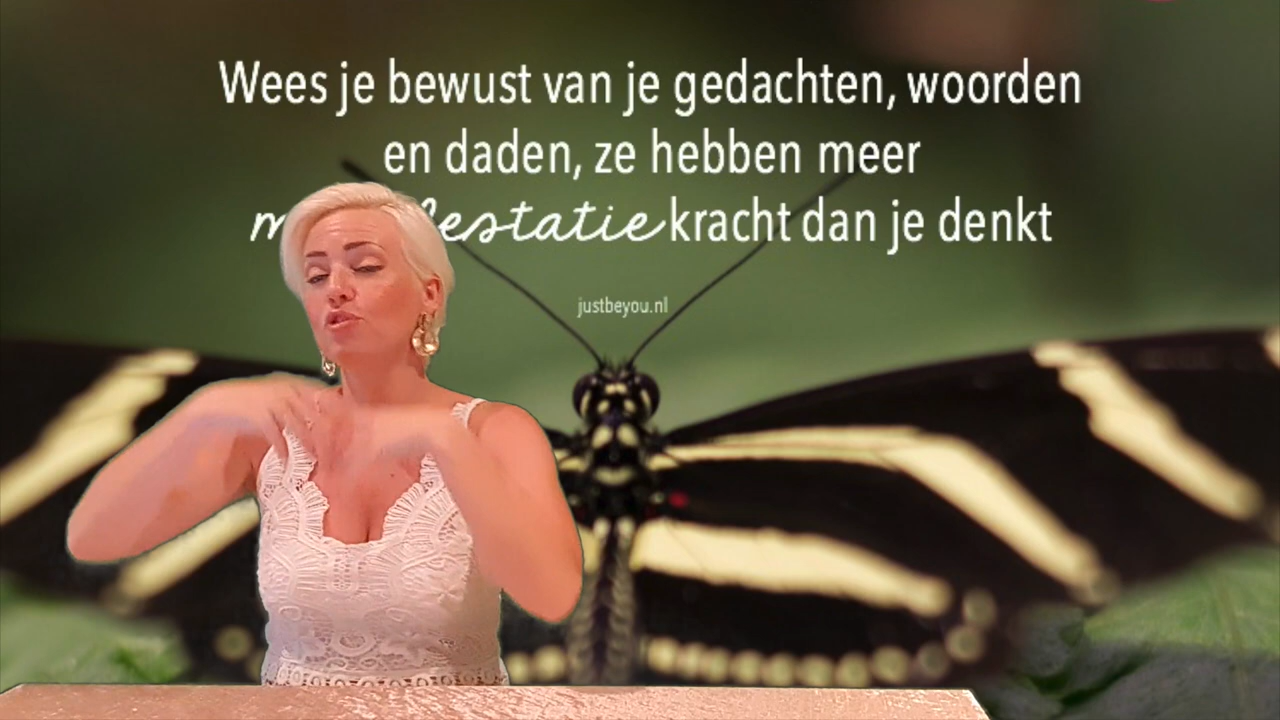 Wees je bewust van je gedachten, woorden
en daden, ze hebben meer
kracht dan je denkt
justbeyou.nl